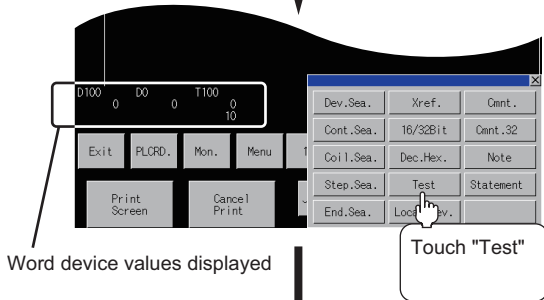 D100 D0 T100
0 0 0
10
Dev.Sea. Xref. Cmnt.
Cont.Sea. 16/32Bit Cmnt.32
Exit PLCRD. Mon. Menu 1
Coil.Sea. Dec.Hex. Note
Step.Sea. Test Statement
Print Screen
Cancel Print
End.Sea.
Touch "Test"
Word device values displayed